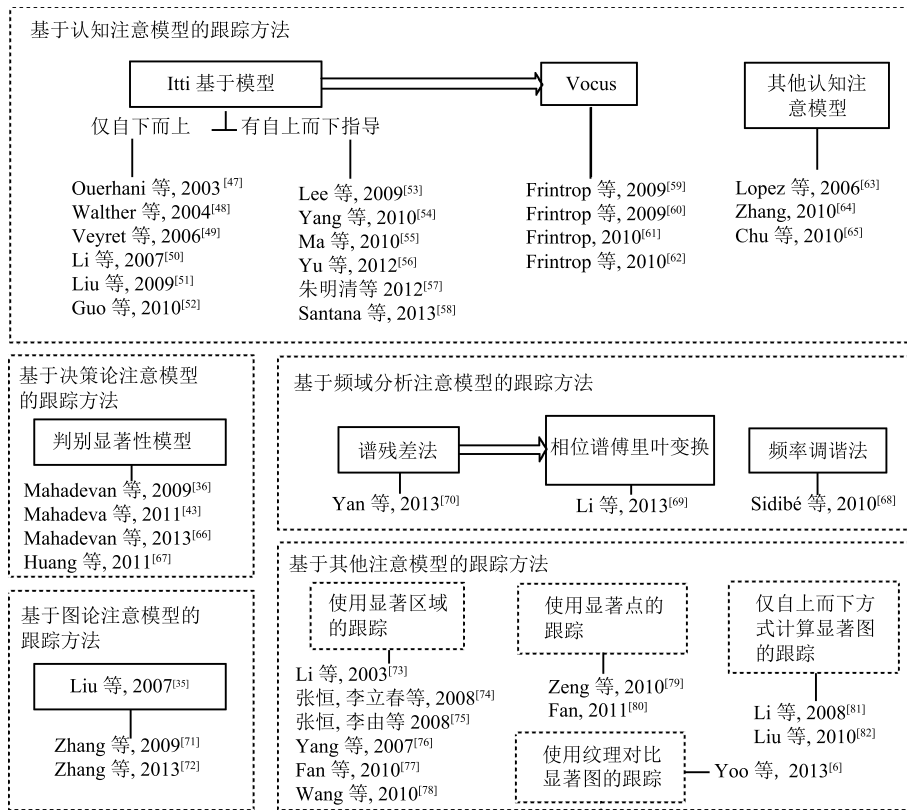 基于认知注意模型的跟踪方法
Itti 基于模型
Vocus
其他认知注
意模型
仅自下而上
有自上而下指导
Ouerhani 等, 2003[47]
Walther 等, 2004[48]
Veyret 等, 2006[49]
Li 等, 2007[50]
Liu 等, 2009[51]
Guo 等, 2010[52]
Lee 等, 2009[53]
Yang 等, 2010[54]
Ma 等, 2010[55]
Yu 等, 2012[56]
朱明清等 2012[57]
Santana 等, 2013[58]
Frintrop 等, 2009[59]
Frintrop 等, 2009[60]
Frintrop, 2010[61]
Frintrop 等, 2010[62]
Lopez 等, 2006[63]
Zhang, 2010[64]
Chu 等, 2010[65]
基于决策论注意模型
的跟踪方法
判别显著性模型
Mahadevan 等, 2009[36]
Mahadeva 等, 2011[43]
Mahadevan 等, 2013[66]
Huang 等, 2011[67]
基于频域分析注意模型的跟踪方法
谱残差法
相位谱傅里叶变换
频率调谐法
Yan 等, 2013[70]
Li 等, 2013[69]
Sidibé 等, 2010[68]
基于图论注意模型的
跟踪方法
Liu 等, 2007[35]
Zhang 等, 2009[71]
Zhang 等, 2013[72]
基于其他注意模型的跟踪方法
使用显著区域
的跟踪
Li 等, 2003[73]
张恒, 李立春等, 2008[74]
张恒, 李由等 2008[75]
Yang 等, 2007[76]
Fan 等, 2010[77]
Wang 等, 2010[78]
使用显著点的
跟踪
Zeng 等, 2010[79]
Fan, 2011[80]
使用纹理对比
显著图的跟踪
Yoo 等, 2013[6]
仅自上而下方
式计算显著图
的跟踪
Li 等, 2008[81]
Liu 等, 2010[82]